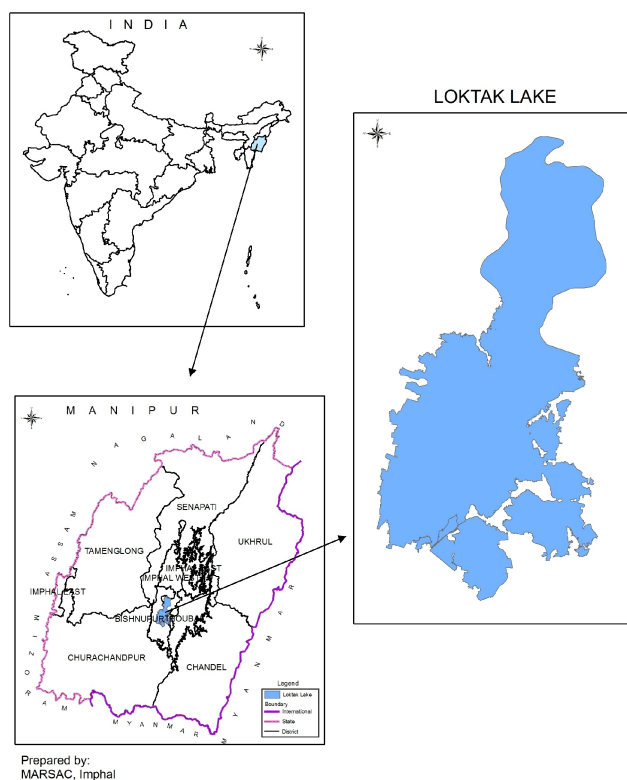 I N D I A
LOKTAK LAKE
M A N I P U R
N A G A L A N D
A S S A M
SENAPATI
UKHRUL
TAMENGLONG
IMPHAL EAST
IMPHAL WEST
IMPHAL EAST
BISHNUPUR
THOUBAL
CHURACHANDPUR
CHANDEL
M I Z O R A M
M Y A N M A R
M Y A N M A R
Legend
Loktak Lake
Boundary
International
State
District
Prepared by:
MARSAC, Imphal